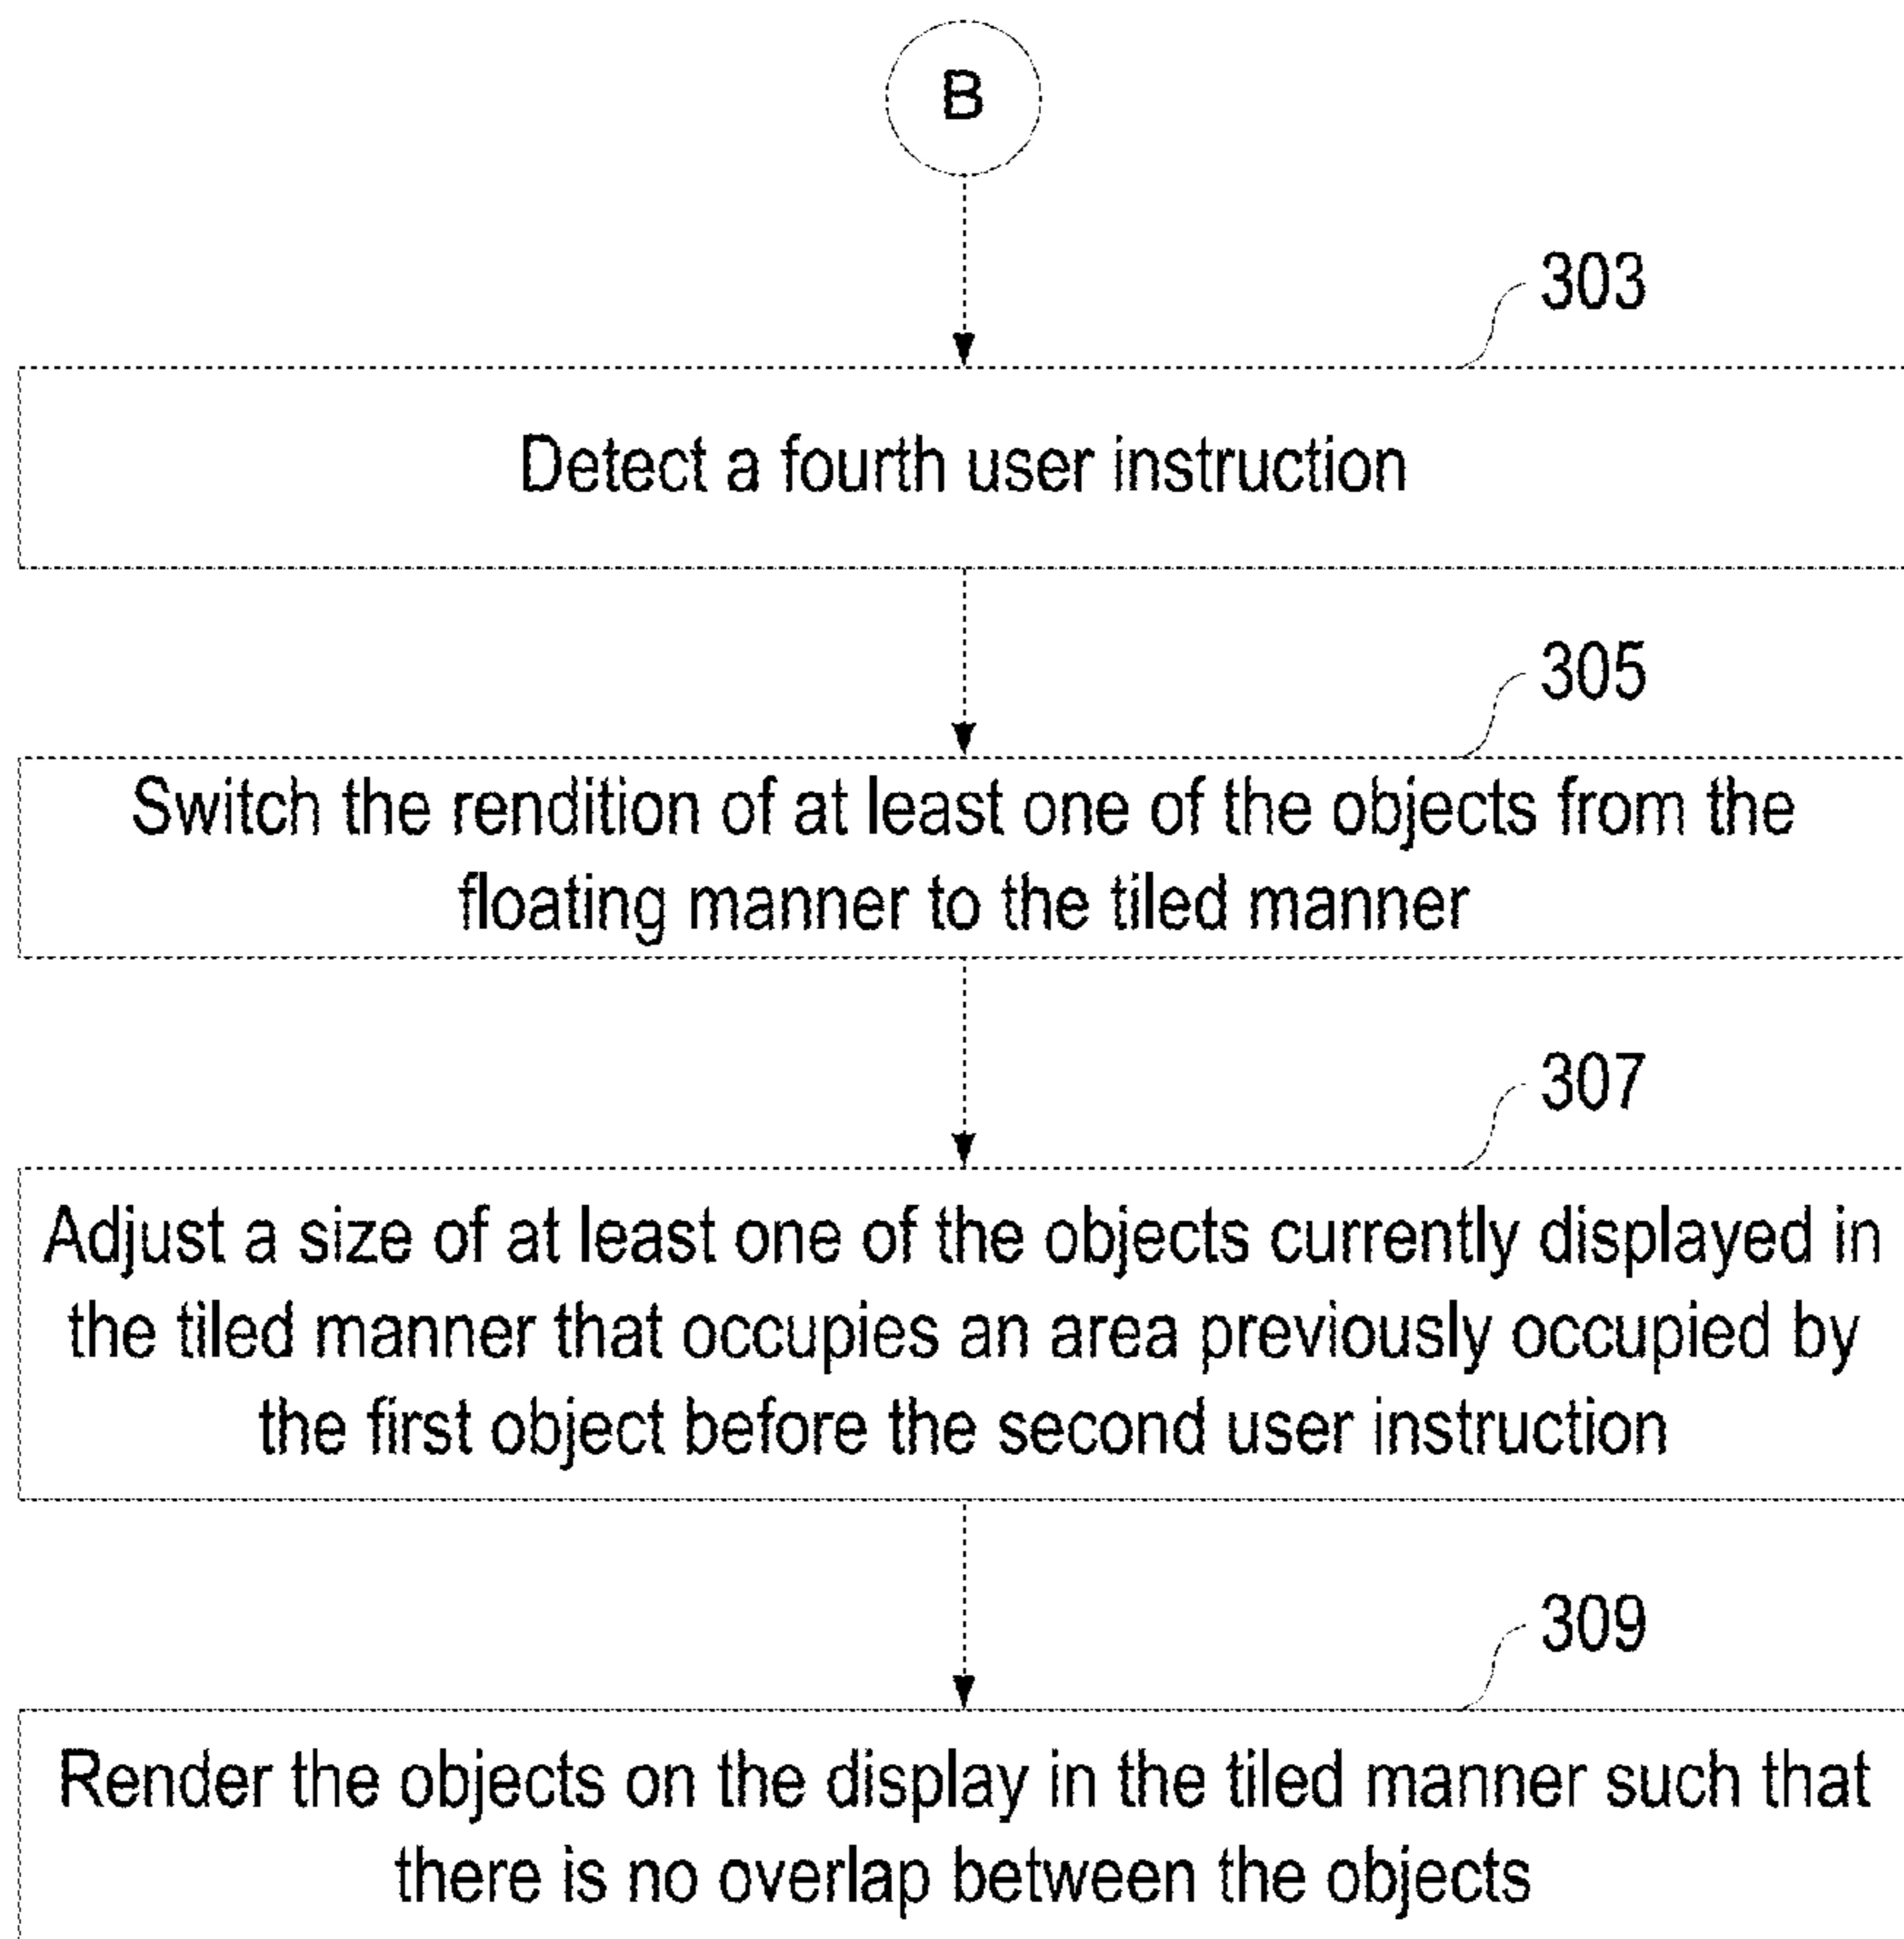 B
303
Detect a fourth user instruction
305
Switch the rendition of at least one of the objects from the
floating manner to the tiled manner
307
Adjust a size of at least one of the objects currently displayed in
the tiled manner that occupies an area previously occupied by
the first object before the second user instruction
309
Render the objects on the display in the tiled manner such that
there is no overlap between the objects